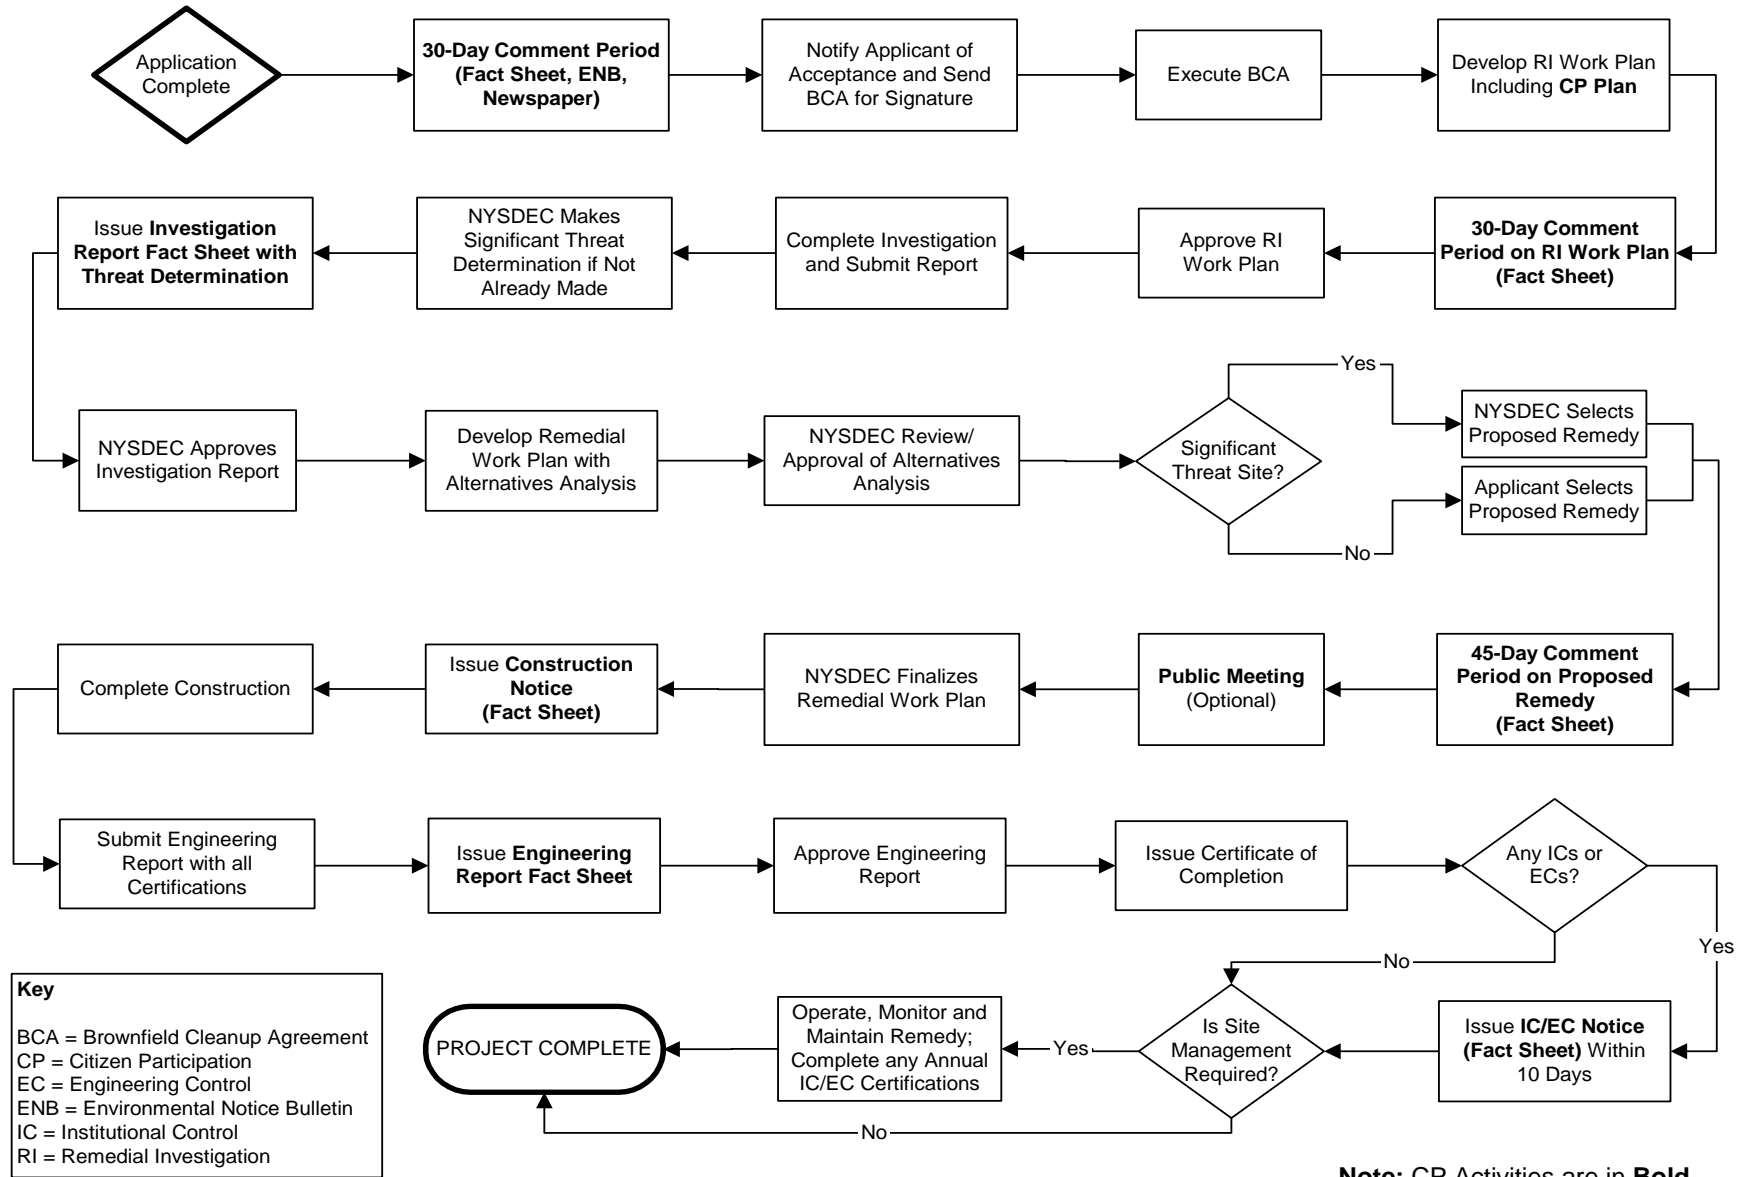 Application
Complete
30-Day Comment Period
(Fact Sheet, ENB,
Newspaper)
Notify Applicant of
Acceptance and Send
BCA for Signature
Execute BCA
Develop RI Work Plan
Including CP Plan
30-Day Comment
Period on RI Work Plan
(Fact Sheet)
Approve RI
Work Plan
Complete Investigation
and Submit Report
NYSDEC Makes
Significant Threat
Determination if Not
Already Made
Issue Investigation
Report Fact Sheet with
Threat Determination
NYSDEC Approves
Investigation Report
Develop Remedial
Work Plan with
Alternatives Analysis
NYSDEC Review/
Approval of Alternatives
Analysis
Significant
Threat Site?
Yes
NYSDEC Selects
Proposed Remedy
No
Applicant Selects
Proposed Remedy
45-Day Comment
Period on Proposed
Remedy
(Fact Sheet)
Public Meeting
(Optional)
NYSDEC Finalizes
Remedial Work Plan
Issue Construction
Notice
(Fact Sheet)
Complete Construction
Submit Engineering
Report with all
Certifications
Issue Engineering
Report Fact Sheet
Approve Engineering
Report
Issue Certificate of
Completion
Any ICs or
ECs?
Yes
No
Issue IC/EC Notice
(Fact Sheet) Within
10 Days
Is Site
Management
Required?
Yes
Operate, Monitor and
Maintain Remedy;
Complete any Annual
IC/EC Certifications
No
PROJECT COMPLETE
Key
BCA = Brownfield Cleanup Agreement
CP = Citizen Participation
EC = Engineering Control
ENB = Environmental Notice Bulletin
IC = Institutional Control
RI = Remedial Investigation
Note: CP Activities are in Bold